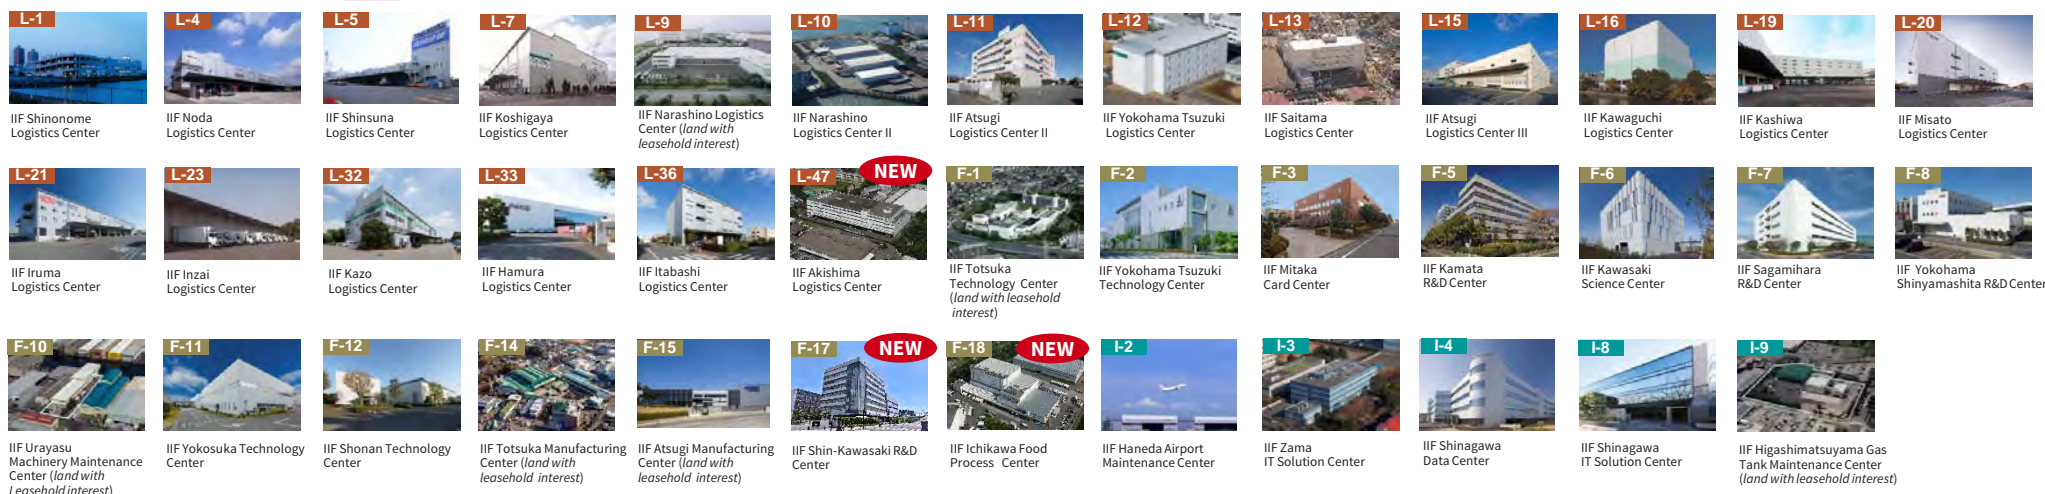 L-1
IIF Shinonome
Logistics Center
L-4
IIF Noda
Logistics Center
L-5
IIF Shinsuna
Logistics Center
L-7
IIF Koshigaya
Logistics Center
L-9
IIF Narashino Logistics
Center (land with
leasehold interest)
L-10
IIF Narashino
Logistics Center II
L-11
IIF Atsugi
Logistics Center II
L-12
IIF Yokohama Tsuzuki
Logistics Center
L-13
IIF Saitama
Logistics Center
L-15
IIF Atsugi
Logistics Center III
L-16
IIF Kawaguchi
Logistics Center
L-19
IIF Kashiwa
Logistics Center
L-20
IIF Misato
Logistics Center
L-21
IIF Iruma
Logistics Center
L-23
IIF Inzai
Logistics Center
L-32
IIF Kazo
Logistics Center
L-33
IIF Hamura
Logistics Center
L-36
IIF Itabashi
Logistics Center
L-47
NEW
IIF Akishima
Logistics Center
F-1
IIF Totsuka
Technology Center
(land with leasehold
interest)
F-2
IIF Yokohama Tsuzuki
Technology Center
F-3
IIF Mitaka
Card Center
F-5
IIF Kamata
R&D Center
F-6
IIF Kawasaki
Science Center
F-7
IIF Sagamihara
R&D Center
F-8
IIF Yokohama
Shinyamashita R&D Center
F-10
IIF Urayasu
Machinery Maintenance
Center (land with
Leasehold interest)
F-11
IIF Yokosuka Technology
Center
F-12
IIF Shonan Technology
Center
F-14
IIF Totsuka Manufacturing
Center (land with
leasehold interest)
F-15
IIF Atsugi Manufacturing
Center (land with
leasehold interest)
F-17
NEW
IIF Shin-Kawasaki R&D
Center
F-18
NEW
IIF Ichikawa Food
Process Center
I-2
IIF Haneda Airport
Maintenance Center
I-3
IIF Zama
IT Solution Center
I-4
IIF Shinagawa
Data Center
I-8
IIF Shinagawa
IT Solution Center
I-9
IIF Higashimatsuyama Gas
Tank Maintenance Center
(land with leasehold interest)